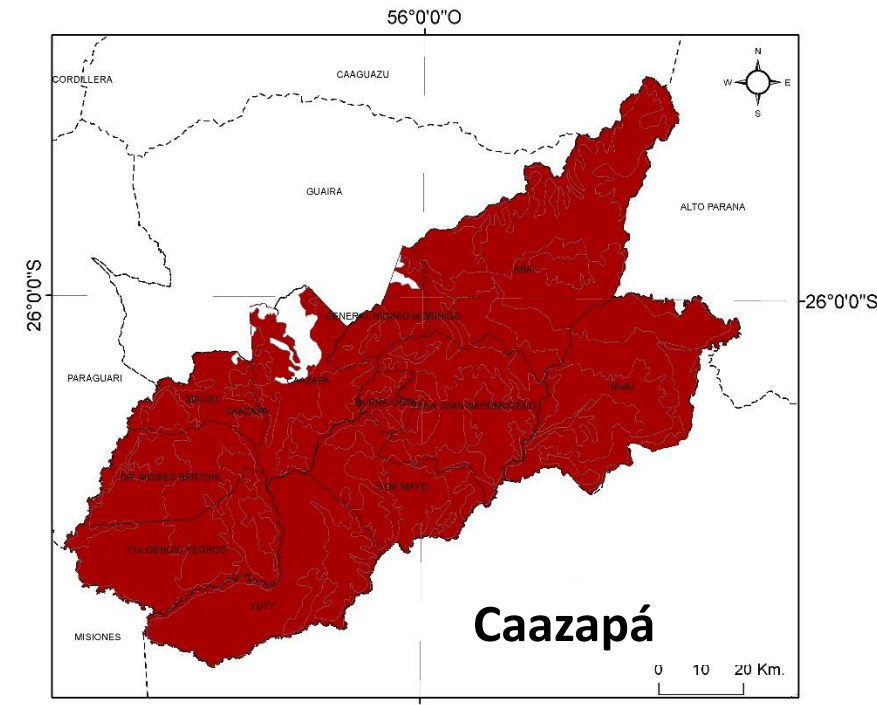 56°0'0"O
N
CORDILLERA
CAAGUAZU
W
E
S
GUAIRA
ALTO PARANA
ABAI
26°0'0"S
26°0'0"S
GENERAL HIGINIO MORINIGO
PARAGUARI
CAAZAPA
TAVAI
MACIEL
BUENA VISTA
SAN JUAN NEPOMUCENO
CAAZAPA
DR. MOISES BERTONI
3 DE MAYO
FULGENCIO YEGROS
YUTY
MISIONES
Caazapá
0 10 20 Km.